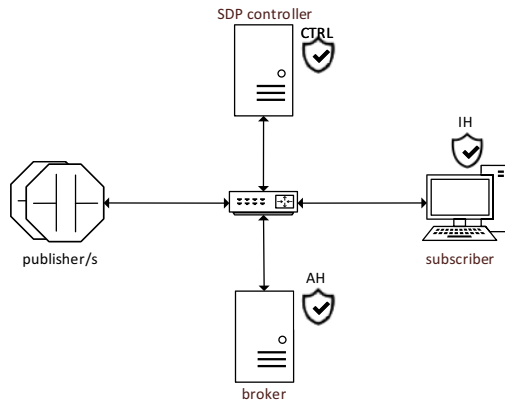 SDP controller
CTRL
IH
publisher/s
subscriber
AH
broker